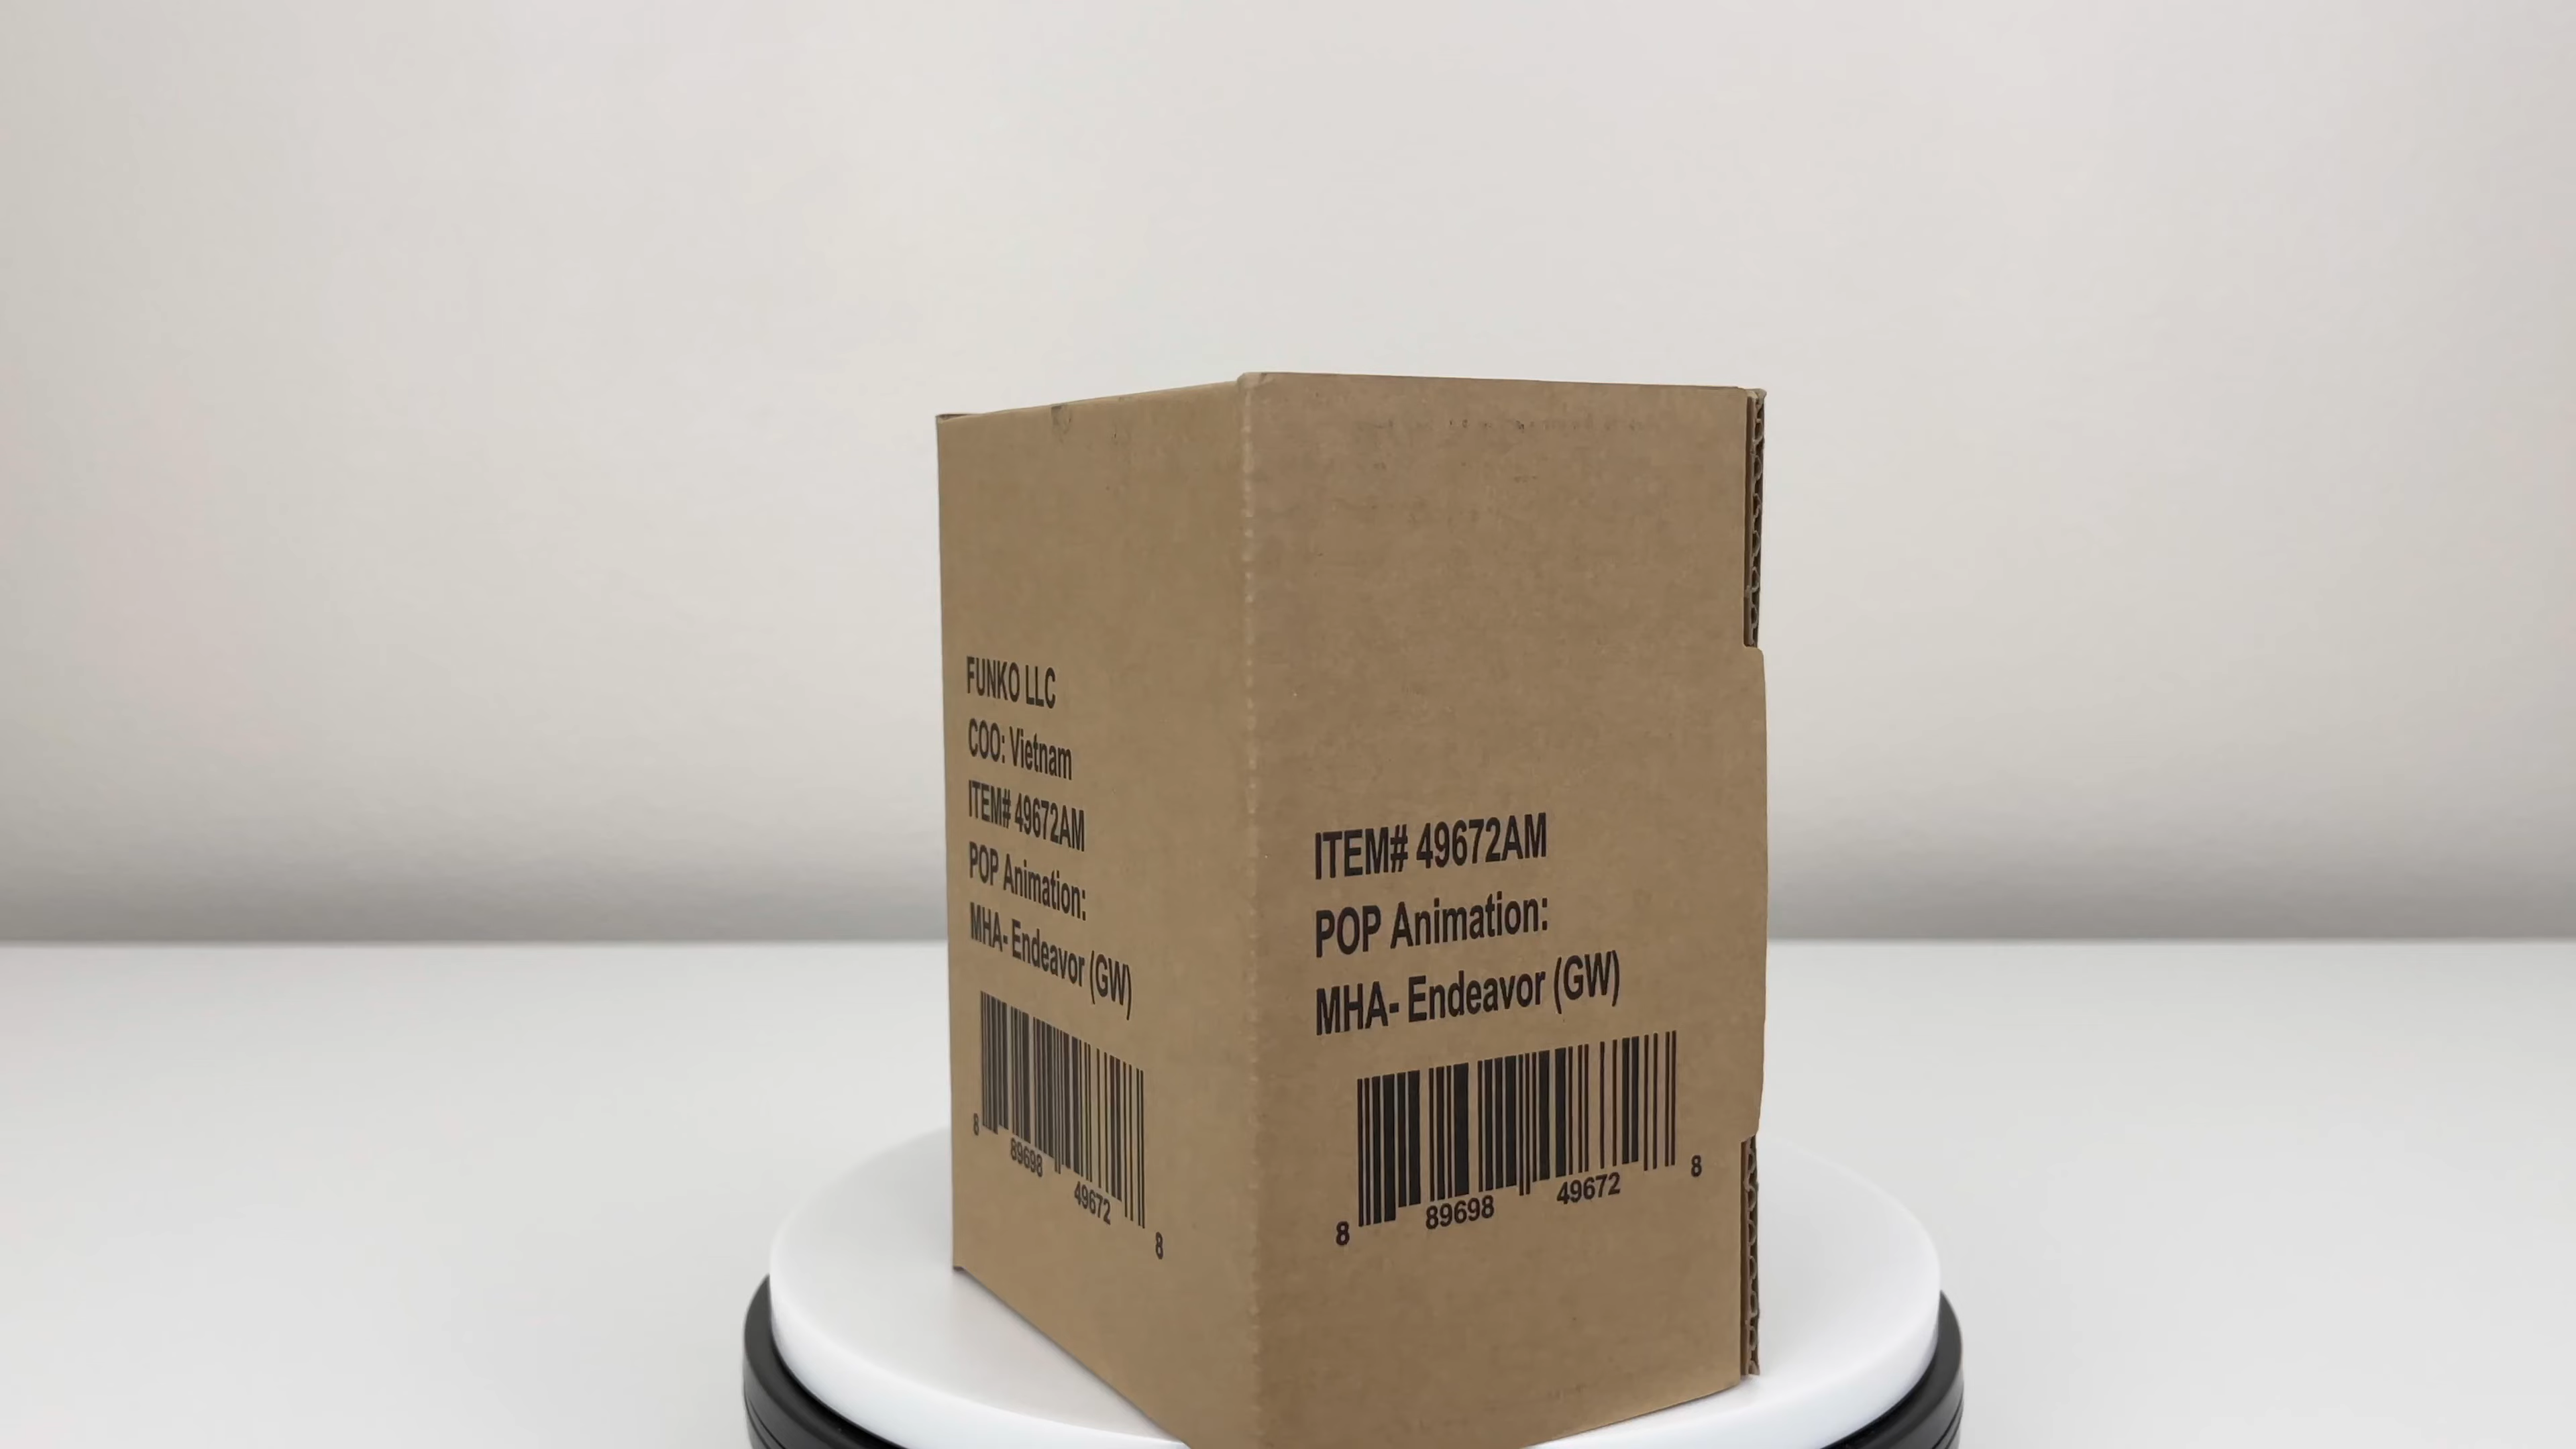 FUNKO LLC
COO: Vietnam
ITEM# 49672AM
POP Animation:
MHA- Endeavor (GW)
8 89698 49672 8
ITEM# 49672AM
POP Animation:
MHA- Endeavor (GW)
8 89698 49672 8